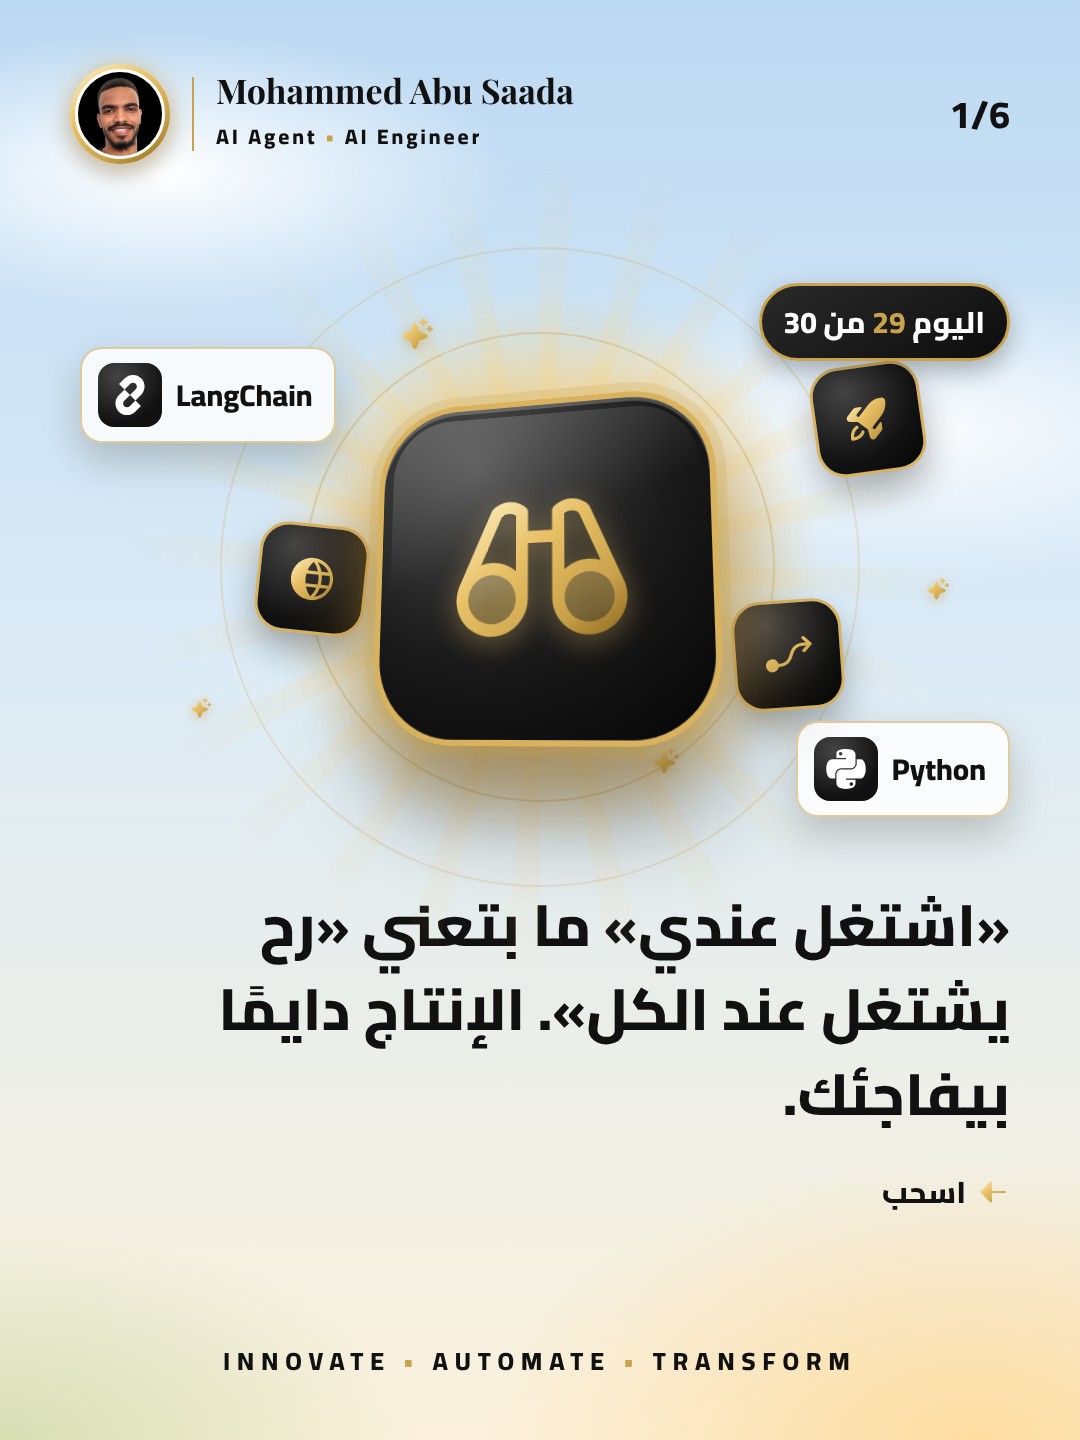 Mohammed Abu Saada
AI Agent ▪ AI Engineer
1/6
اليوم 29 من 30
LangChain
Python
«اشتغل عندي» ما بتعني «رح
يشتغل عند الكل». الإنتاج دايمًا
بيفاجئك.
اسحب
INNOVATE ▪ AUTOMATE ▪ TRANSFORM